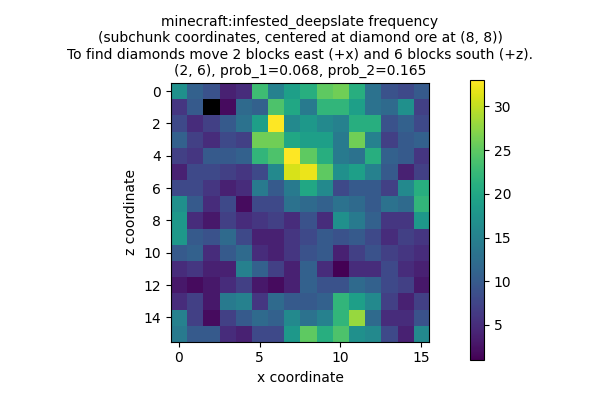 minecraft:infested_deepslate frequency
(subchunk coordinates, centered at diamond ore at (8, 8))
To find diamonds move 2 blocks east (+x) and 6 blocks south (+z).
(2, 6), prob_1=0.068, prob_2=0.165
0
2
4
6
8
10
12
14
z coordinate
0 5 10 15
x coordinate
30
25
20
15
10
5